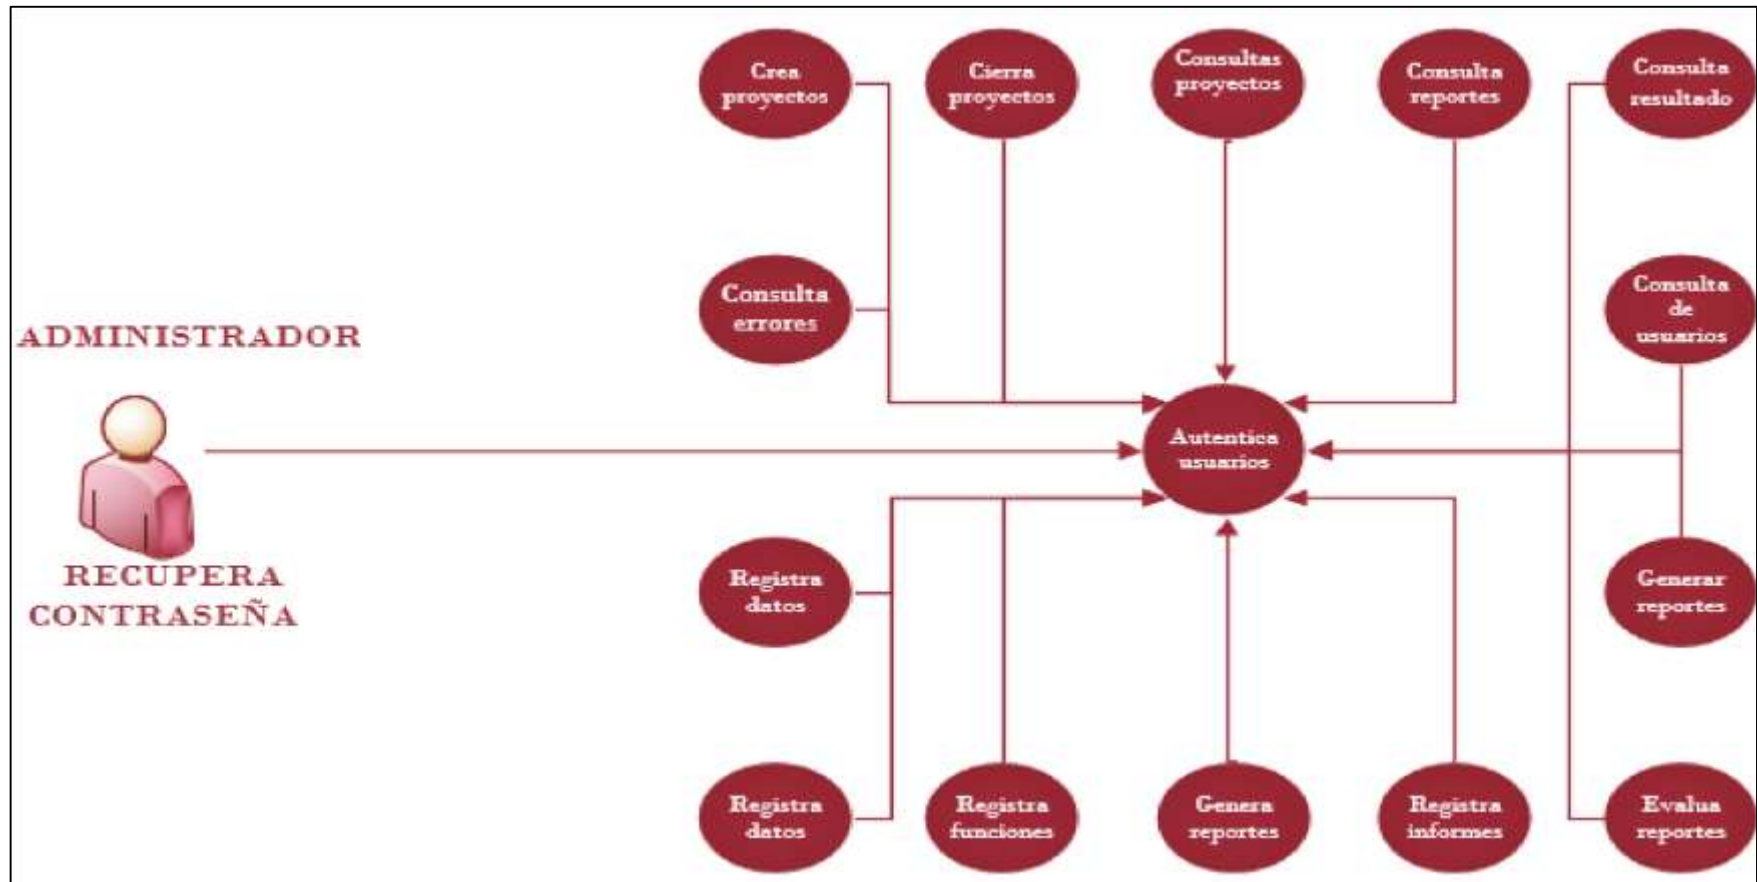 Crea
proyectos
Cierra
proyectos
Consultas
proyectos
Consulta
reportes
Consulta
resultado
Consulta
errores
Consulta
de
usuarios
ADMINISTRADOR
Autentica
usuarios
RECUPERA
CONTRASEÑA
Registra
datos
Generar
reportes
Registra
datos
Registra
funciones
Genera
reportes
Registra
informes
Evalua
reportes